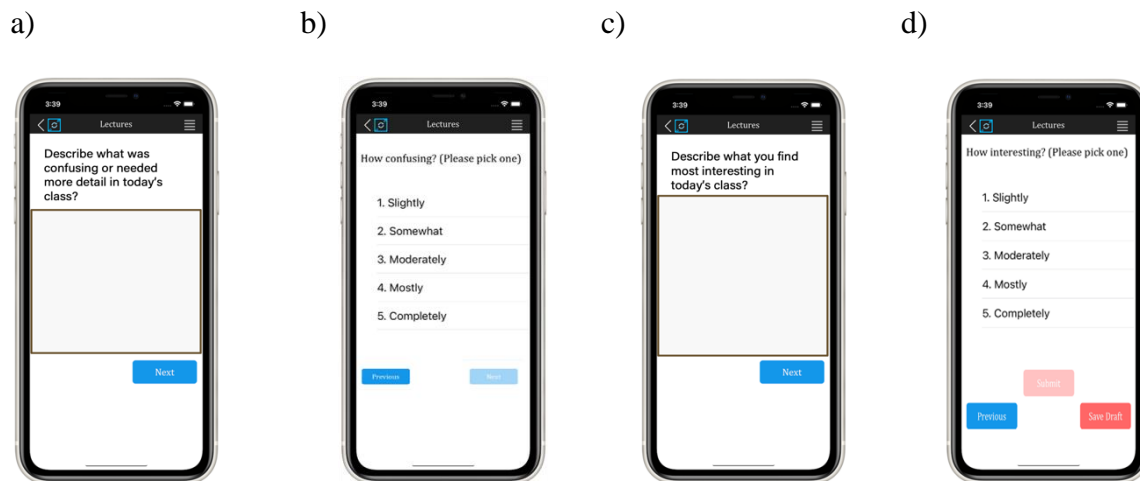 a)
b)
c)
d)
3:39
Lectures
Describe what was
confusing or needed
more detail in today's
class?
Next
3:39
Lectures
How confusing? (Please pick one)
1. Slightly
2. Somewhat
3. Moderately
4. Mostly
5. Completely
Previous
Next
3:39
Lectures
Describe what you find
most interesting in
today's class?
Next
3:39
Lectures
How interesting? (Please pick one)
1. Slightly
2. Somewhat
3. Moderately
4. Mostly
5. Completely
Submit
Previous
Save Draft